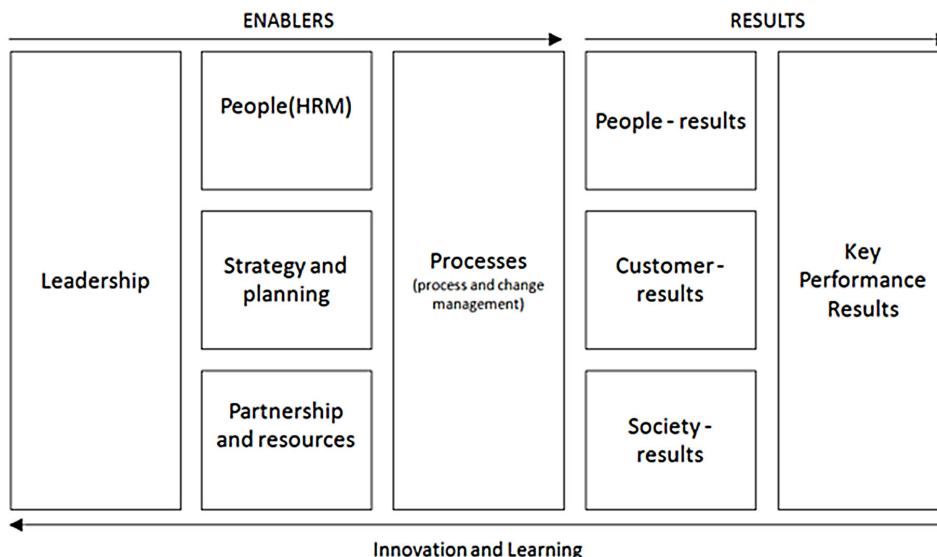 ENABLERS
RESULTS
Leadership
People(HRM)
Strategy and
planning
Partnership
and resources
Processes
(process and change
management)
People - results
Customer-
results
Society -
results
Key
Performance
Results
Innovation and Learning